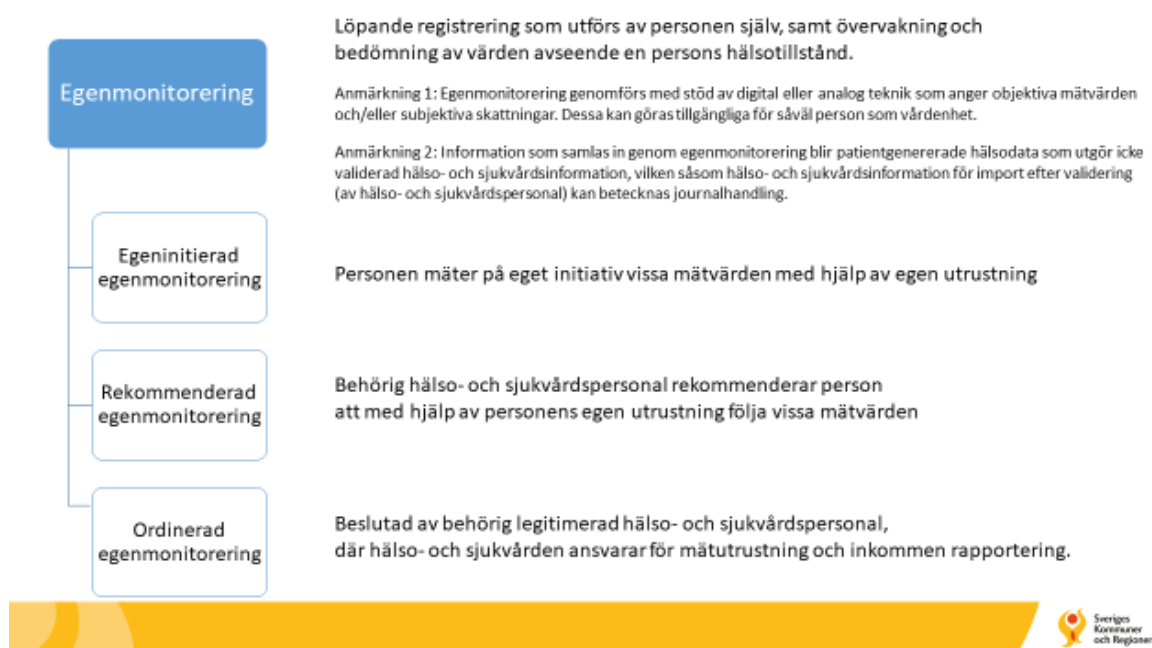 Egenmonitorering
Löpande registrering som utförs av personen själv, samt övervakning och
bedömning av värden avseende en persons hälsotillstånd.
Anmärkning 1: Egenmonitorering genomförs med stöd av digital eller analog teknik som anger objektiva mätvärden
och/eller subjektiva skattningar. Dessa kan göras tillgängliga för såväl person som vårdenhet.
Anmärkning 2: Information som samlas in genom egenmonitorering blir patientgenererade hälsodata som utgör icke
validerad hälso- och sjukvårdsinformation, vilken såsom hälso- och sjukvårdsinformation för import efter validering
(av hälso- och sjukvårdspersonal) kan betecknas journalhandling.
Egeninitierad
egenmonitorering
Personen mäter på eget initiativ vissa mätvärden med hjälp av egen utrustning
Rekommenderad
egenmonitorering
Behörig hälso- och sjukvårdspersonal rekommenderar person
att med hjälp av personens egen utrustning följa vissa mätvärden
Ordinerad
egenmonitorering
Beslutad av behörig legitimerad hälso- och sjukvårdspersonal,
där hälso- och sjukvården ansvarar för mätutrustning och inkommen rapportering.
Sveriges
Kommuner
och Regioner